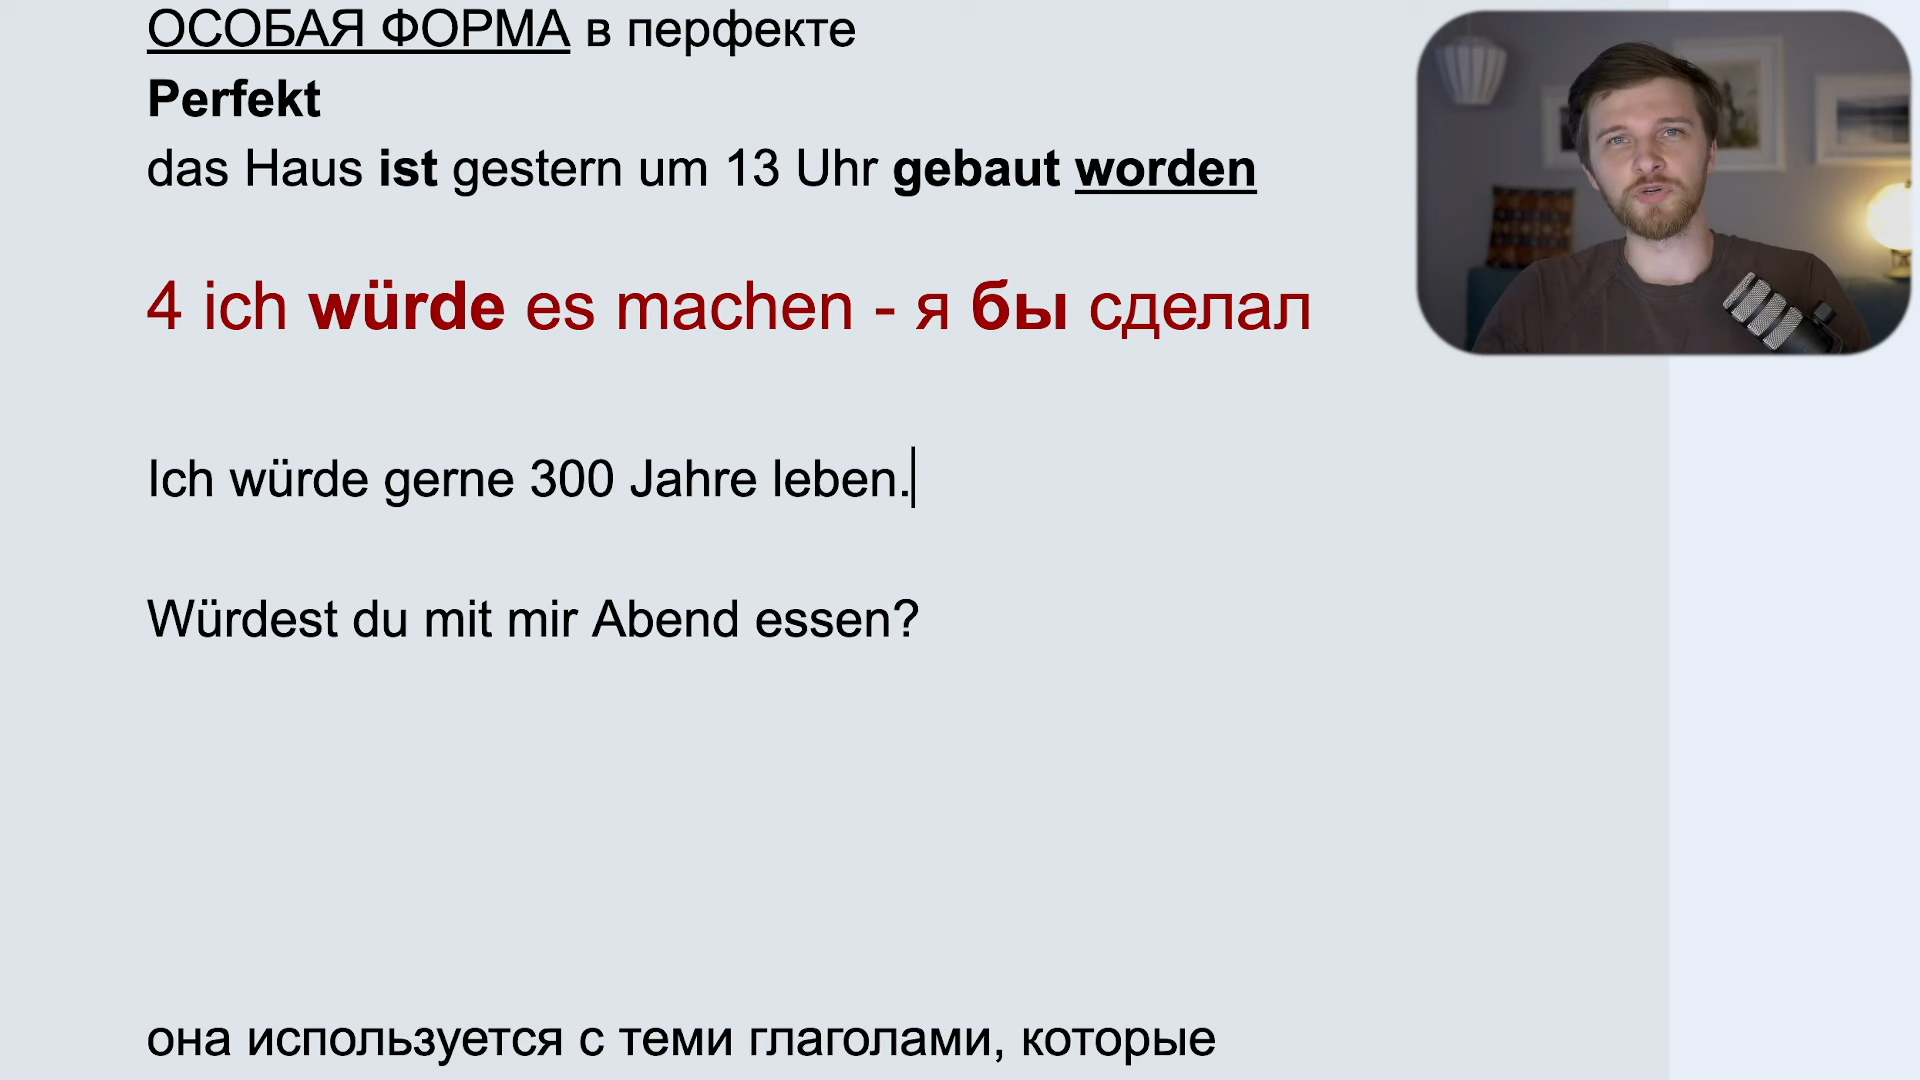 ОСОБАЯ ФОРМА в перфекте
Perfekt
das Haus ist gestern um 13 Uhr gebaut worden
4 ich würde es machen - я бы сделал
Ich würde gerne 300 Jahre leben.
Würdest du mit mir Abend essen?
она используется с теми глаголами, которые